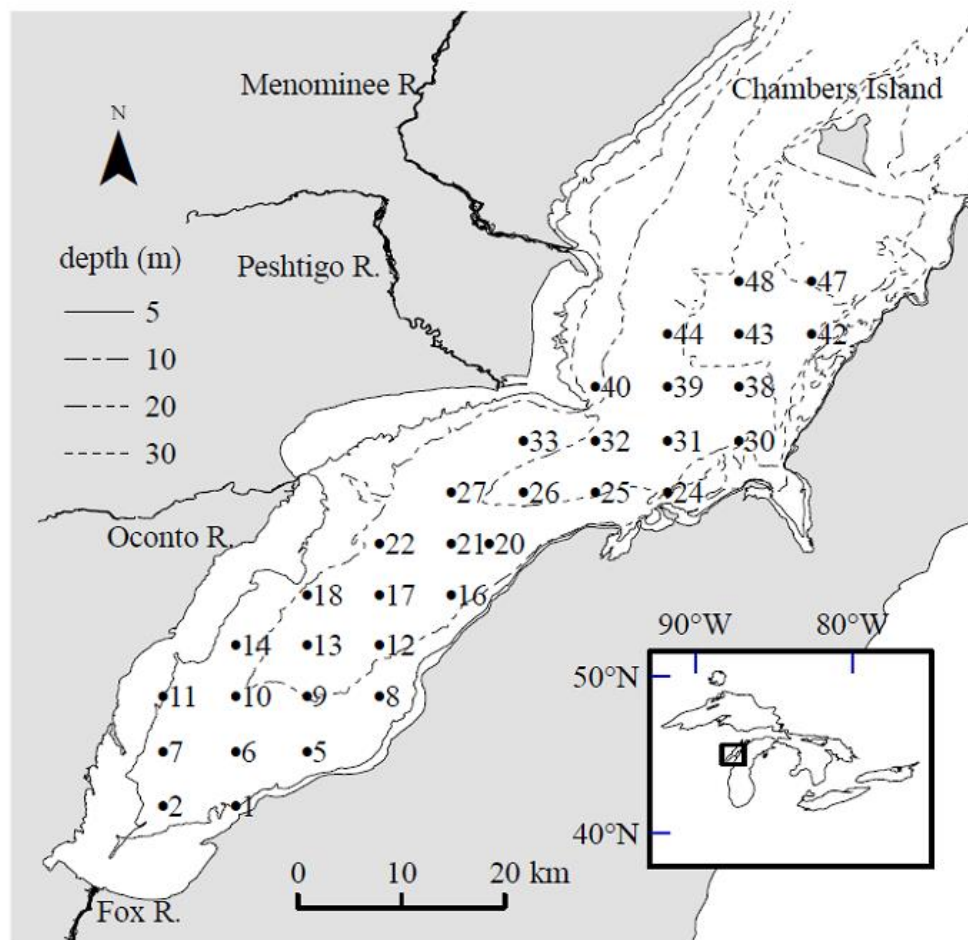 Menominee R.
Chambers Island
N
depth (m)
5
10
20
30
Peshtigo R.
48 47
44 43 42
40 39 38
33 32 31 30
27 26 25 24
Oconto R.
22 21 20
18 17 16
14 13 12
11 10 9 8
7 6 5
2 1
90°W 80°W
50°N
40°N
0 10 20 km
Fox R.